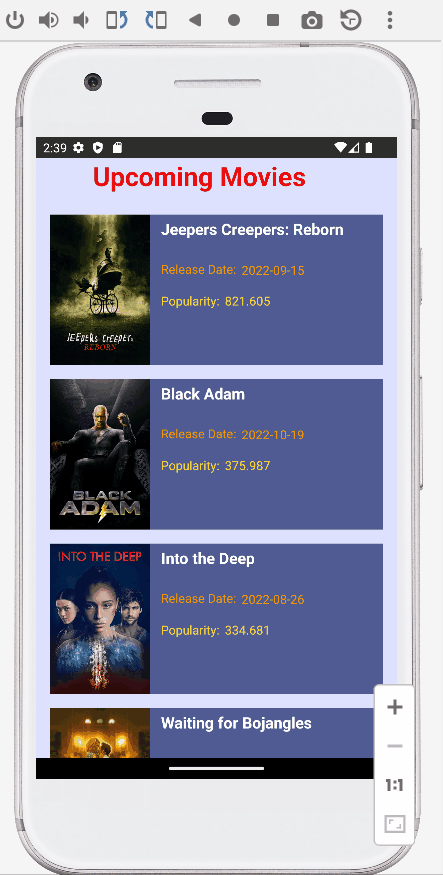 2:39
Upcoming Movies
Jeepers Creepers: Reborn
Release Date: 2022-09-15
Popularity: 821.605
JEEPERS CREEPERS
REBORN
Black Adam
Release Date: 2022-10-19
Popularity: 375.987
BLACK
ADAM
INTO THE DEEP
Into the Deep
Release Date: 2022-08-26
Popularity: 334.681
Waiting for Bojangles
1:1